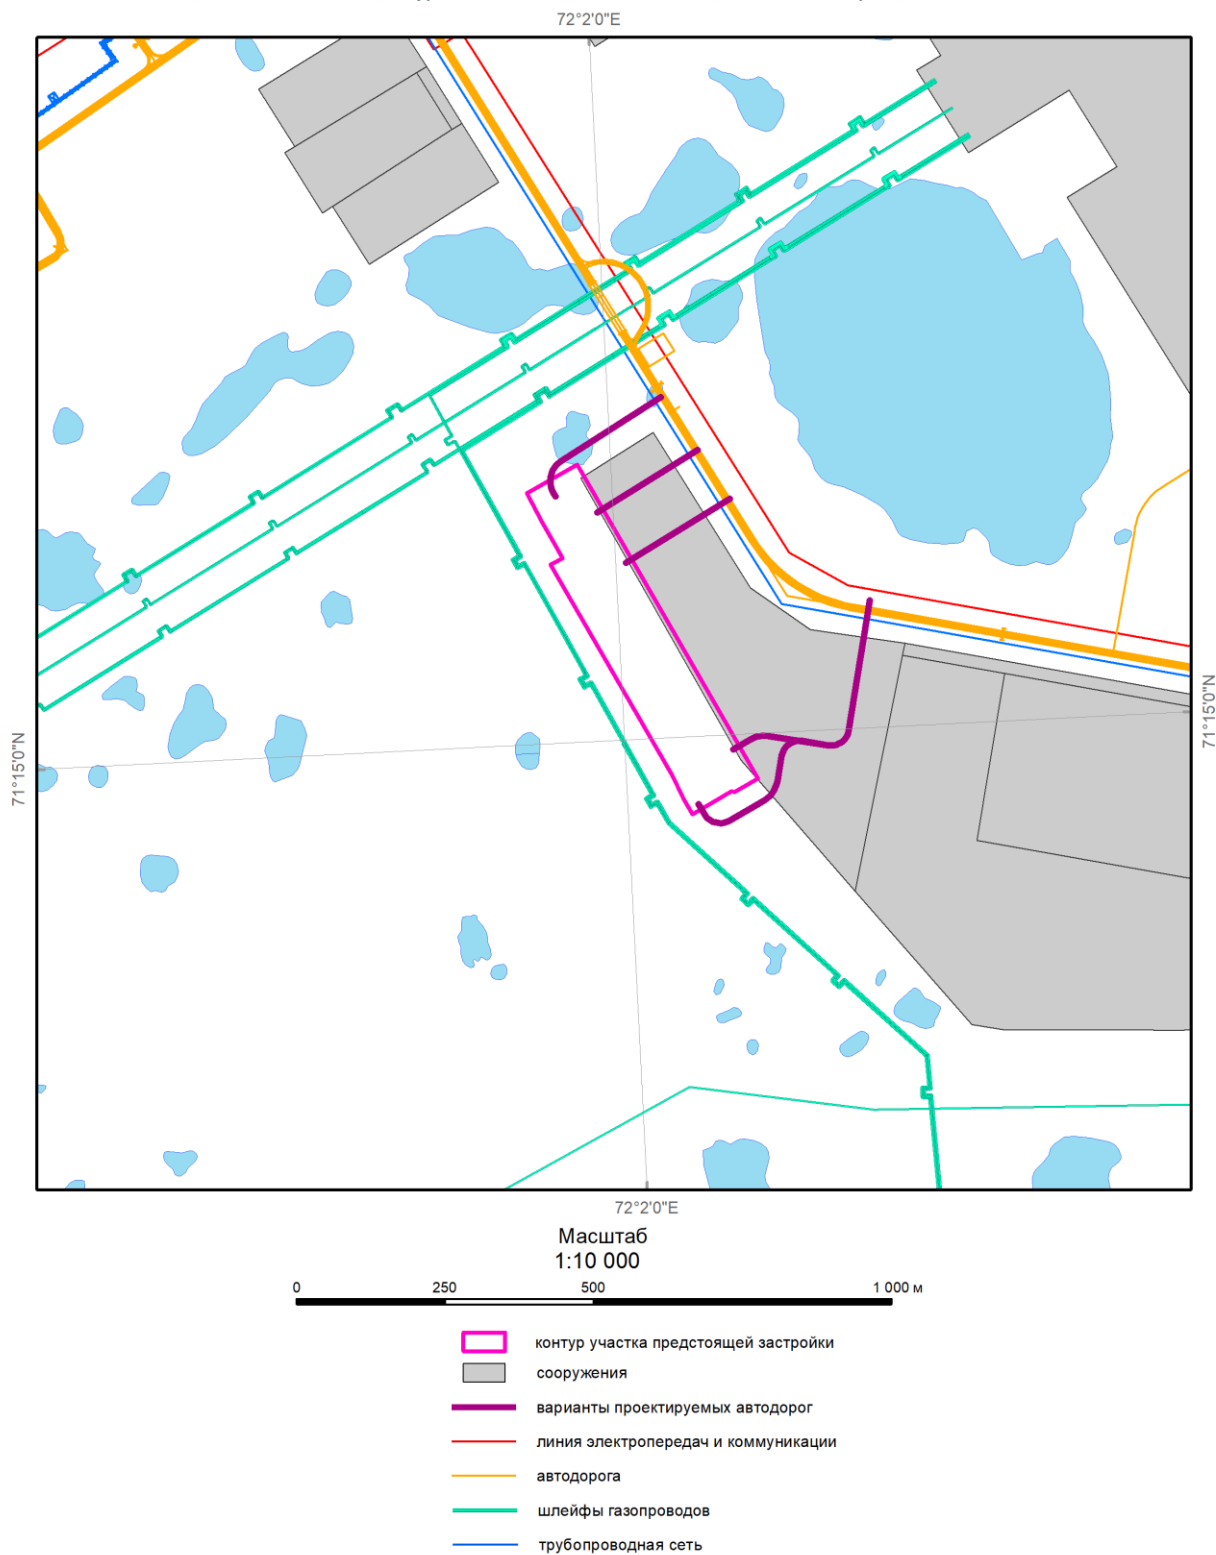 72°2'0"E
71°15'0"N
71°15'0"N
72°2'0"E
Масштаб
1:10 000
0 250 500 1 000 м
контур участка предстоящей застройки
сооружения
варианты проектируемых автодорог
линия электропередач и коммуникации
автодорога
шлейфы газопроводов
трубопроводная сеть